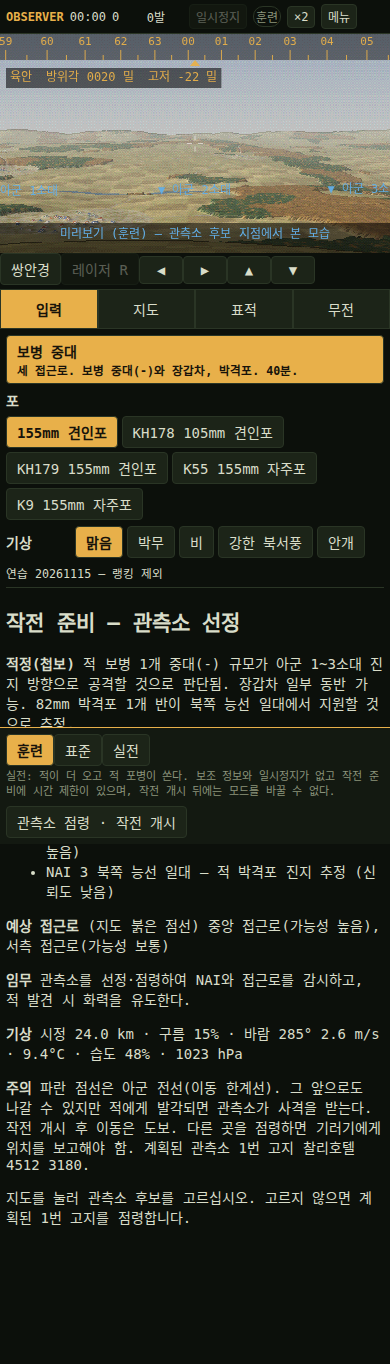 OBSERVER 00:00 0 0발 일시정지 훈련 ×2 메뉴
59 60 61 62 63 00 01 02 03 04 05
육안 방위각 0020 밀 고저 -22 밀
미리보기 (훈련) — 관측소 후보 지점에서 본 모습
쌍안경 레이저 R ◀ ▶ ▲ ▼
입력 지도 표적 무전
보병 중대
세 접근로. 보병 중대(-)와 장갑차, 박격포. 40분.
포
155mm 견인포 KH178 105mm 견인포
KH179 155mm 견인포 K55 155mm 자주포
K9 155mm 자주포
기상 맑음 박무 비 강한 북서풍 안개
연습 20261115 — 랭킹 제외
작전 준비 — 관측소 선정
적정(첩보) 적 보병 1개 중대(-) 규모가 아군 1~3소대 진
지 방향으로 공격할 것으로 판단됨. 장갑차 일부 동반 가
능. 82mm 박격포 1개 반이 북쪽 능선 일대에서 지원할 것
으로 추정.
훈련 표준 실전
실전: 적이 더 오고 적 포병이 쏜다. 보조 정보와 일시정지가 없고 작전 준
비에 시간 제한이 있으며, 작전 개시 뒤에는 모드를 바꿀 수 없다.
관측소 점령 · 작전 개시
높음)
• NAI 3 북쪽 능선 일대 — 적 박격포 진지 추정 (신
뢰도 낮음)
예상 접근로 (지도 붉은 점선) 중앙 접근로(가능성 높음),
서측 접근로(가능성 보통)
임무 관측소를 선정·점령하여 NAI와 접근로를 감시하고,
적 발견 시 화력을 유도한다.
기상 시정 24.0 km · 구름 15% · 바람 285° 2.6 m/s
· 9.4°C · 습도 48% · 1023 hPa
주의 파란 점선은 아군 전선(이동 한계선). 그 앞으로도
나갈 수 있지만 적에게 발각되면 관측소가 사격을 받는다.
작전 개시 후 이동은 도보. 다른 곳을 점령하면 기러기에게
위치를 보고해야 함. 계획된 관측소 1번 고지 찰리호텔
4512 3180.
지도를 눌러 관측소 후보를 고르십시오. 고르지 않으면 계
획된 1번 고지를 점령합니다.